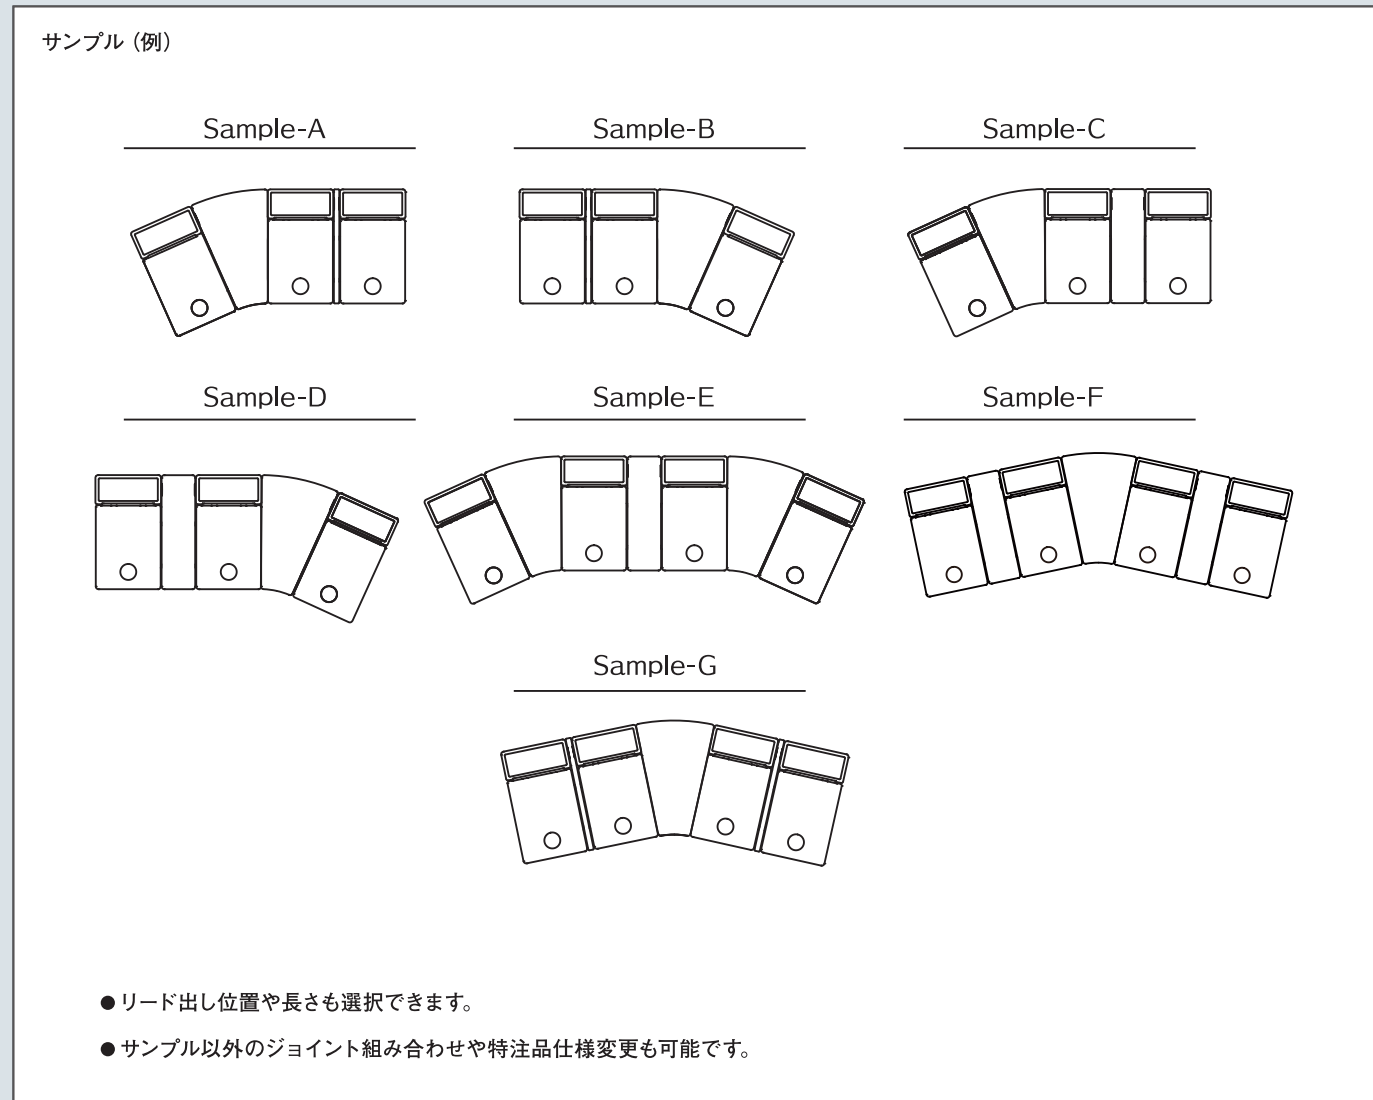 サンプル（例）
Sample-A
Sample-B
Sample-C
Sample-D
Sample-E
Sample-F
Sample-G
●リード出し位置や長さも選択できます。
●サンプル以外のジョイント組み合わせや特注品仕様変更も可能です。